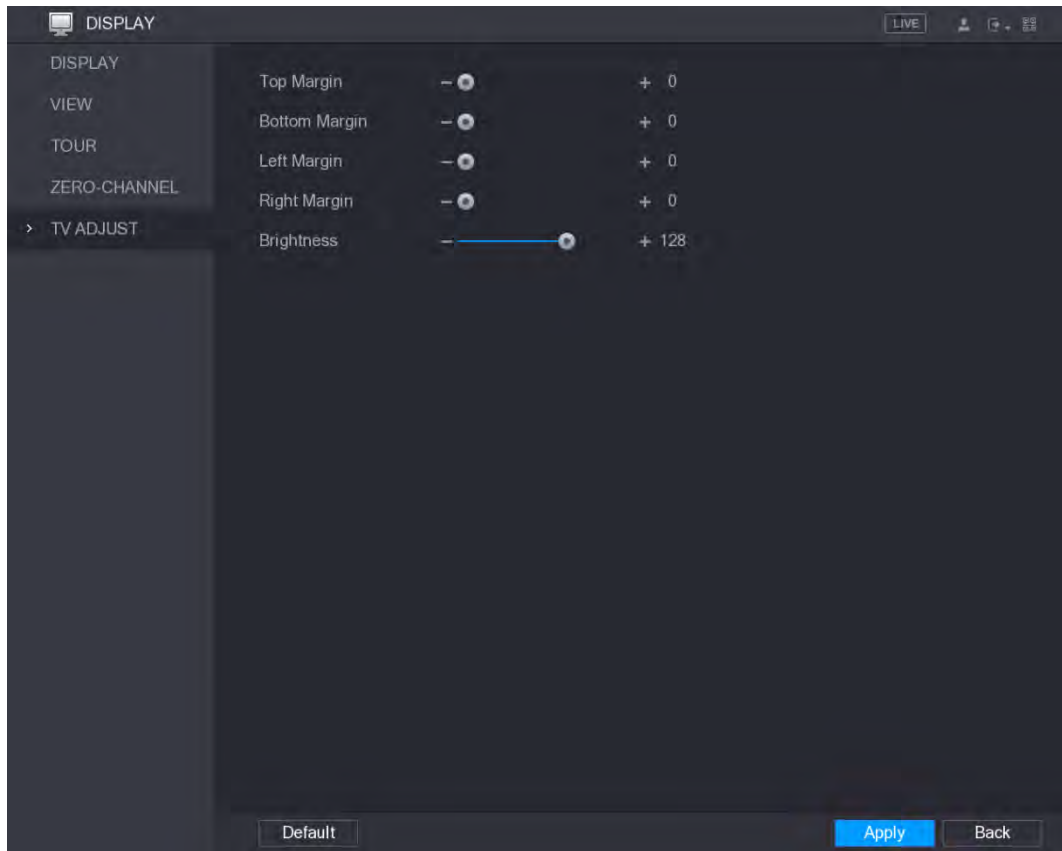 DISPLAY LIVE
DISPLAY
VIEW
TOUR
ZERO-CHANNEL
TV ADJUST
Top Margin - + 0
Bottom Margin - + 0
Left Margin - + 0
Right Margin - + 0
Brightness - + 128
Default Apply Back